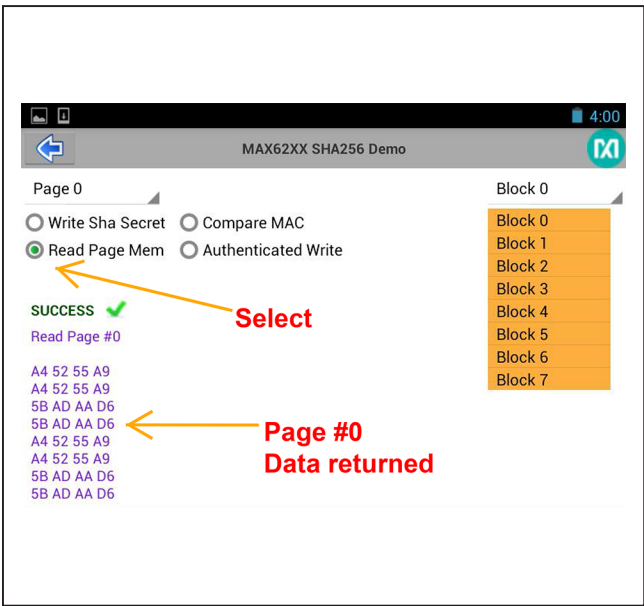 4:00
MAX62XX SHA256 Demo
Page 0
Block 0
Write Sha Secret
Compare MAC
Read Page Mem
Authenticated Write
Block 0
Block 1
Block 2
Block 3
Block 4
Block 5
Block 6
Block 7
SUCCESS
Select
Read Page #0
A4 52 55 A9
A4 52 55 A9
5B AD AA D6
5B AD AA D6
A4 52 55 A9
A4 52 55 A9
5B AD AA D6
5B AD AA D6
Page #0
Data returned